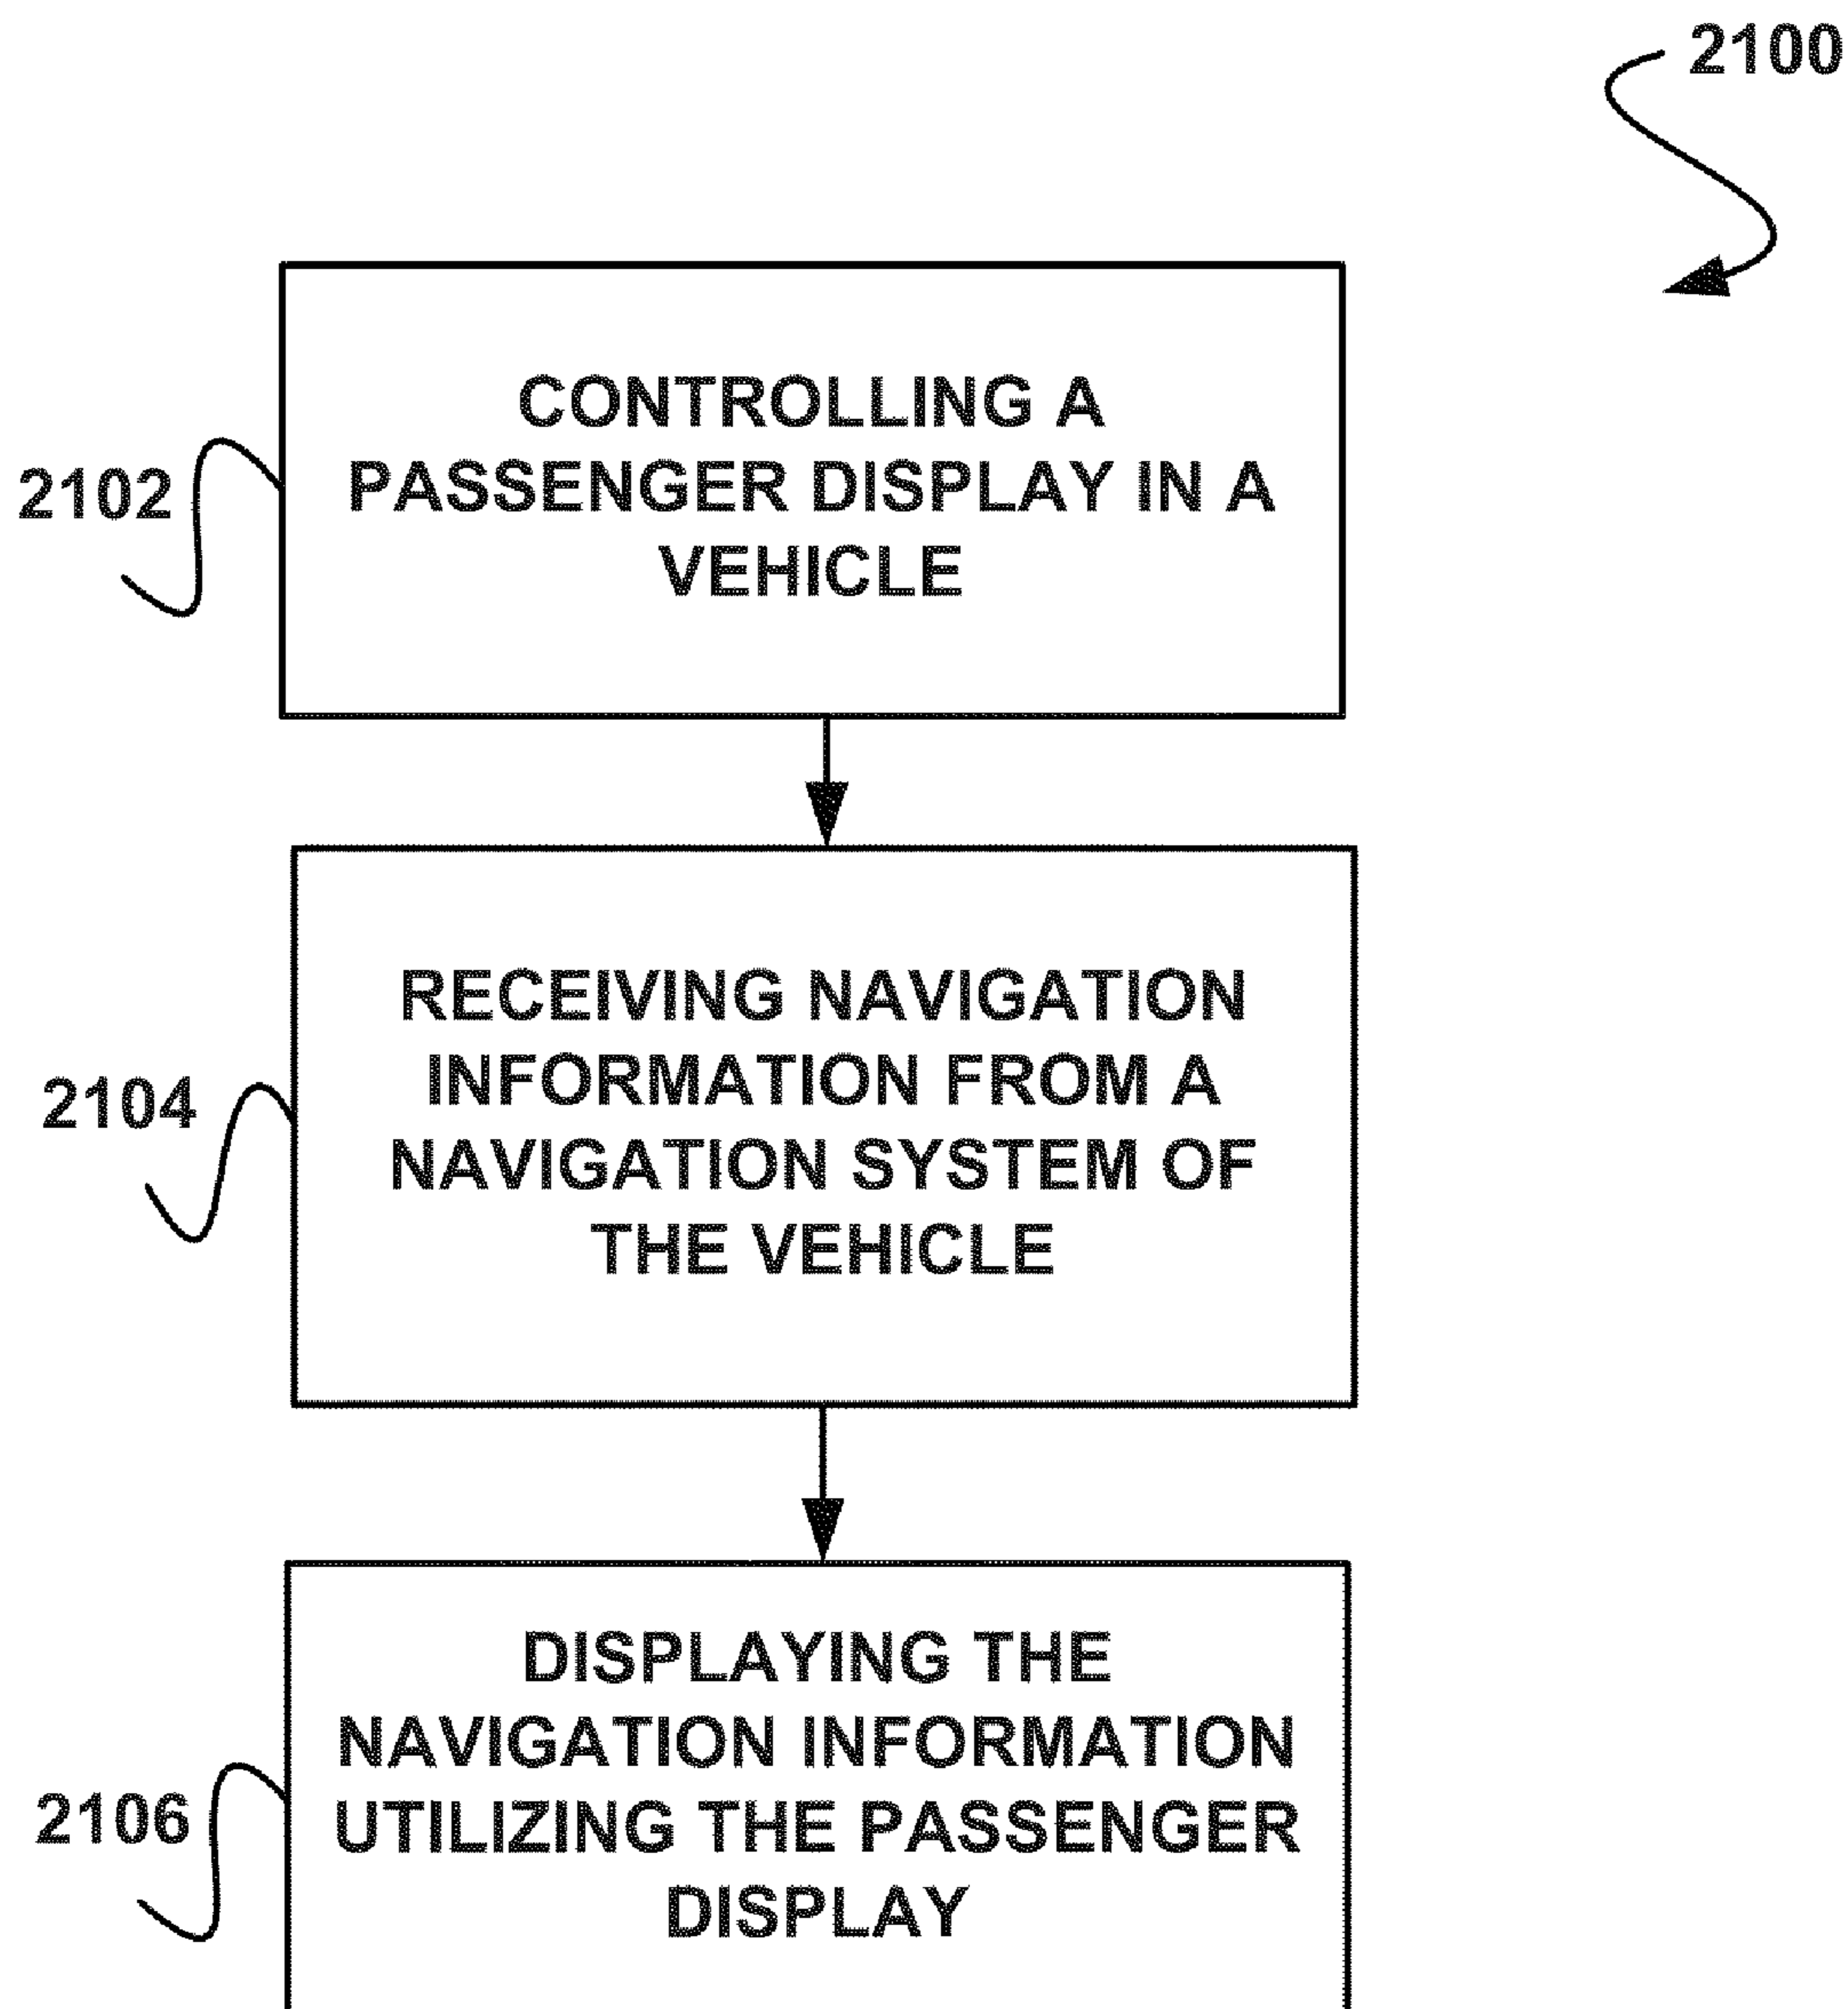 2100
CONTROLLING A
PASSENGER DISPLAY IN A
VEHICLE
2102
RECEIVING NAVIGATION
INFORMATION FROM A
NAVIGATION SYSTEM OF
THE VEHICLE
2104
DISPLAYING THE
NAVIGATION INFORMATION
UTILIZING THE PASSENGER
DISPLAY
2106